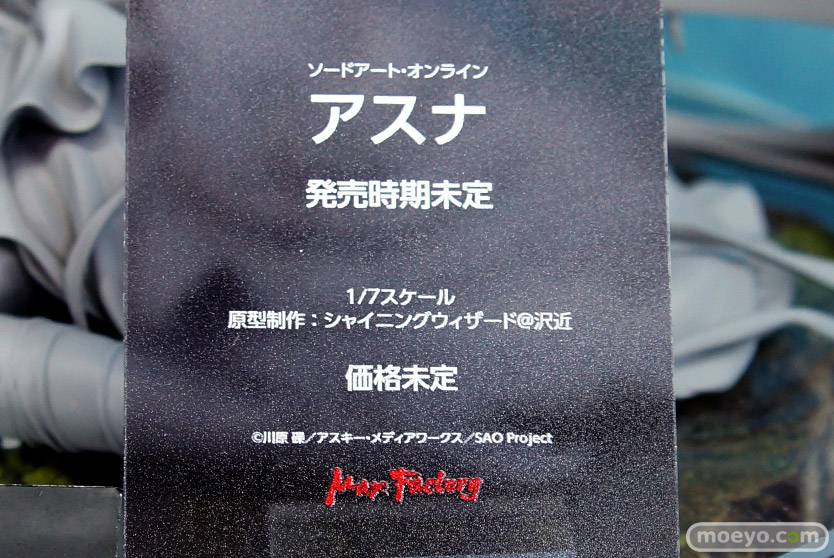 ソードアート・オンライン
アスナ
発売時期未定
1/7スケール
原型制作：シャイニングウィザード@沢近
価格未定
©川原 礫／アスキー・メディアワークス／SAO Project
Max Factory
moeyo.com